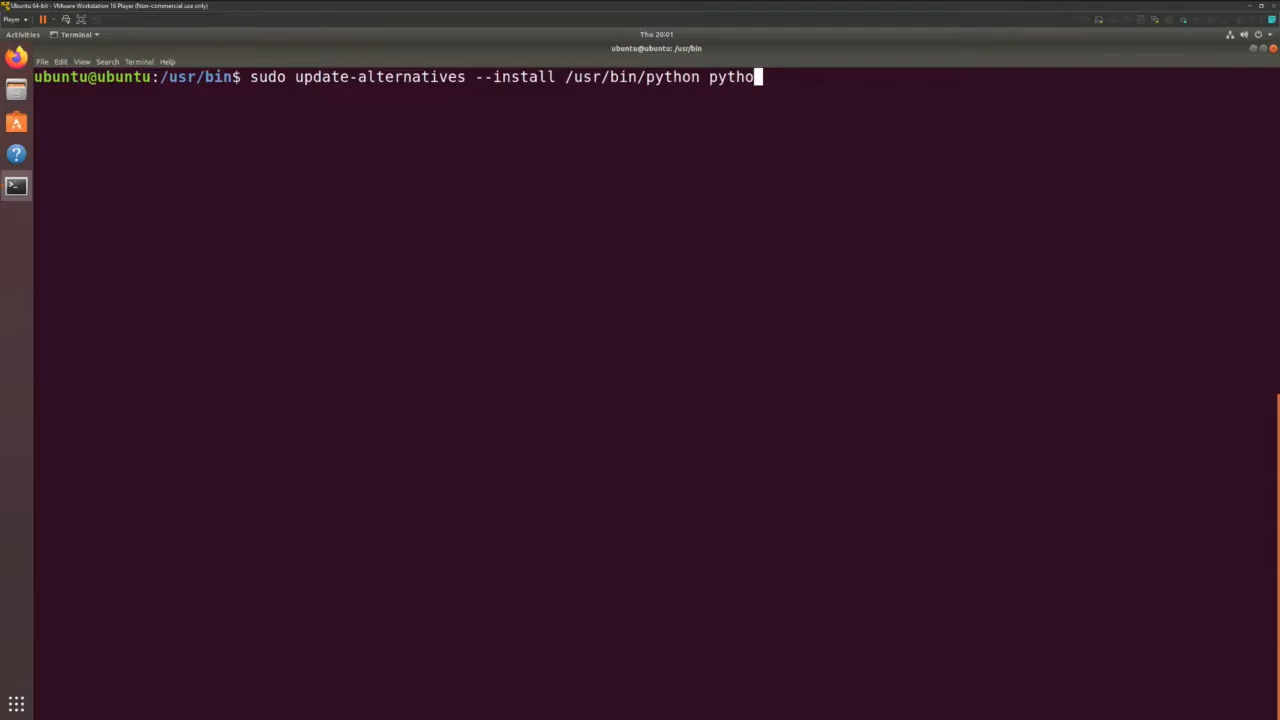 Ubuntu 64-bit - VMware Workstation 16 Player (Non-commercial use only)
Player
Activities Terminal Thu 20:01
ubuntu@ubuntu: /usr/bin
File Edit View Search Terminal Help
ubuntu@ubuntu:/usr/bin$ sudo update-alternatives --install /usr/bin/python pytho